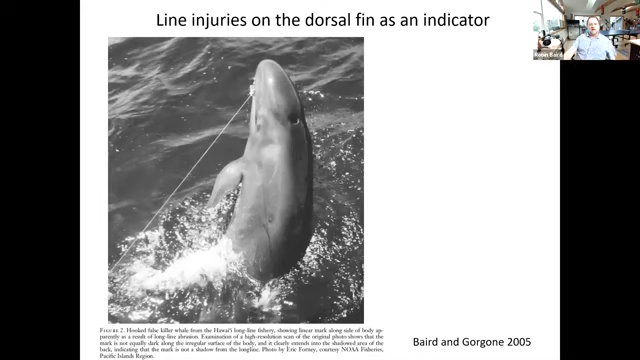 Line injuries on the dorsal fin as an indicator
Robin Baird
FIGURE 2. Hooked false killer whale from the Hawai'i long-line fishery, showing linear mark along side of body ap-
parently as a result of long-line abrasion. Examination of a high-resolution scan of the original photo shows that the
mark is not equally dark along the irregular surface of the body, and it clearly extends into the shadowed area of the
back, indicating that the mark is not a shadow from the longline. Photo by Eric Forney, courtesy NOAA Fisheries,
Pacific Islands Region.
Baird and Gorgone 2005